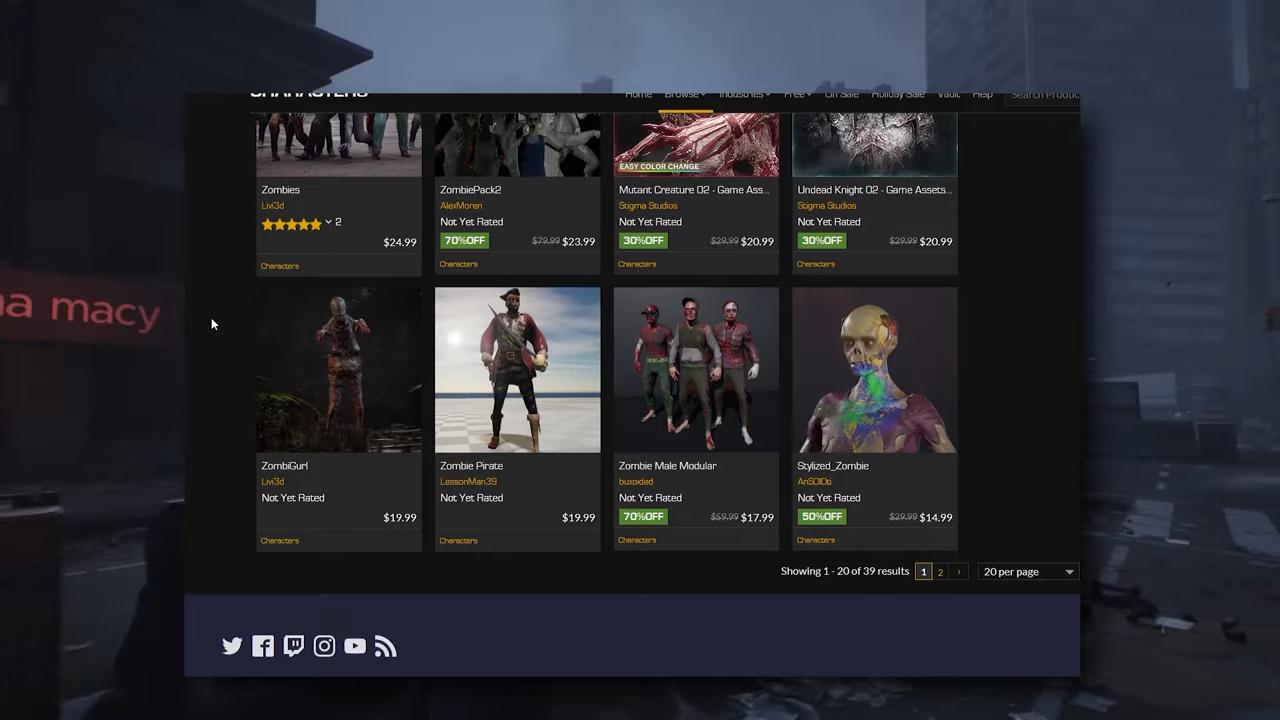 CHARACTERS
Home Browse Industries Free On Sale Holiday Sale Vault Help Search Produc
EASY COLOR CHANGE
Zombies
Livi3d
2
$24.99
Characters
ZombiePack2
AlexMoren
Not Yet Rated
70%OFF $79.99 $23.99
Characters
Mutant Creature 02 - Game Ass...
Stigma Studios
Not Yet Rated
30%OFF $29.99 $20.99
Characters
Undead Knight 02 - Game Assets...
Stigma Studios
Not Yet Rated
30%OFF $29.99 $20.99
Characters
na macy
ZombiGurl
Livi3d
Not Yet Rated
$19.99
Characters
Zombie Pirate
LessonMan39
Not Yet Rated
$19.99
Characters
Zombie Male Modular
buxoided
Not Yet Rated
70%OFF $59.99 $17.99
Characters
Stylized_Zombie
Not Yet Rated
50%OFF $29.99 $14.99
Characters
Showing 1 - 20 of 39 results 1 2 › 20 per page